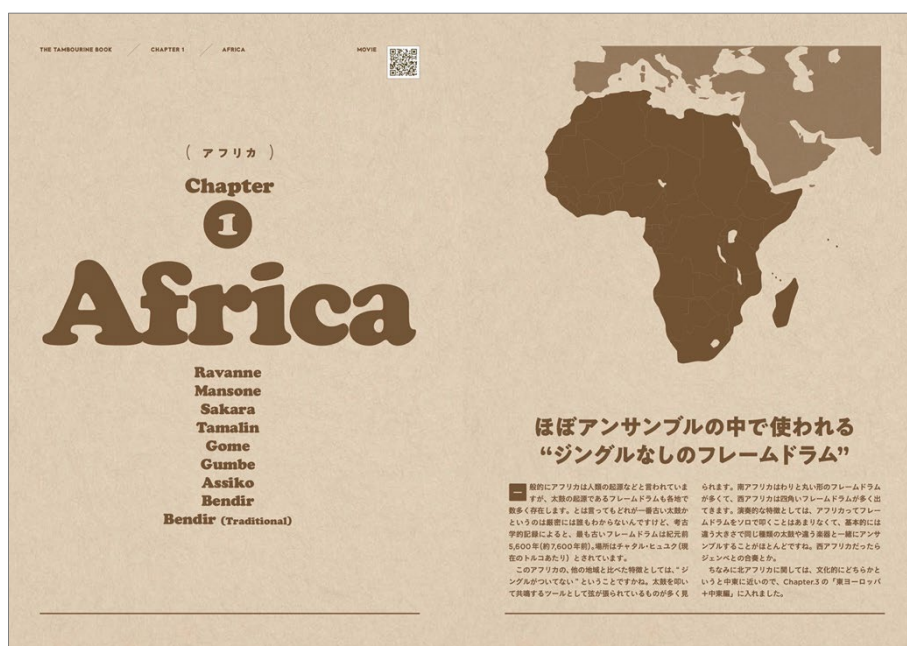 THE TAMBOURINE BOOK / CHAPTER 1 / AFRICA
MOVIE
( アフリカ )
Chapter
1
Africa
Ravanne
Mansone
Sakara
Tamalin
Gome
Gumbe
Assiko
Bendir
Bendir (Traditional)
ほぼアンサンブルの中で使われる
“ジングルなしのフレームドラム”
一般的にアフリカは人類の起源などと言われていま
すが、太鼓の起源であるフレームドラムも各地で
数多く存在します。とは言ってもどれが一番古い太鼓か
というのは厳密には誰もわからないんですけど、考古
学的記録によると、最も古いフレームドラムは紀元前
5,600年(約7,600年前)。場所はチャタル・ヒュユク(現
在のトルコあたり)とされています。
このアフリカの、他の地域と比べた特徴としては、“ジ
ングルがついてない”ということですかね。太鼓を叩い
て共鳴するツールとして弦が張られているものが多く見
られます。南アフリカはわりと丸い形のフレームドラム
が多くて、西アフリカは四角いフレームドラムが多く出
てきます。演奏的な特徴としては、アフリカってフレー
ムドラムをソロで叩くことはあまりなくて、基本的には
違う大きさで同じ種類の太鼓や違う楽器と一緒にアンサ
ンブルすることがほとんどですね。西アフリカだったら
ジェンベとの合奏とか。
ちなみに北アフリカに関しては、文化的にどちらかと
いうと中東に近いので、Chapter.3の「東ヨーロッパ
+中東編」に入れました。